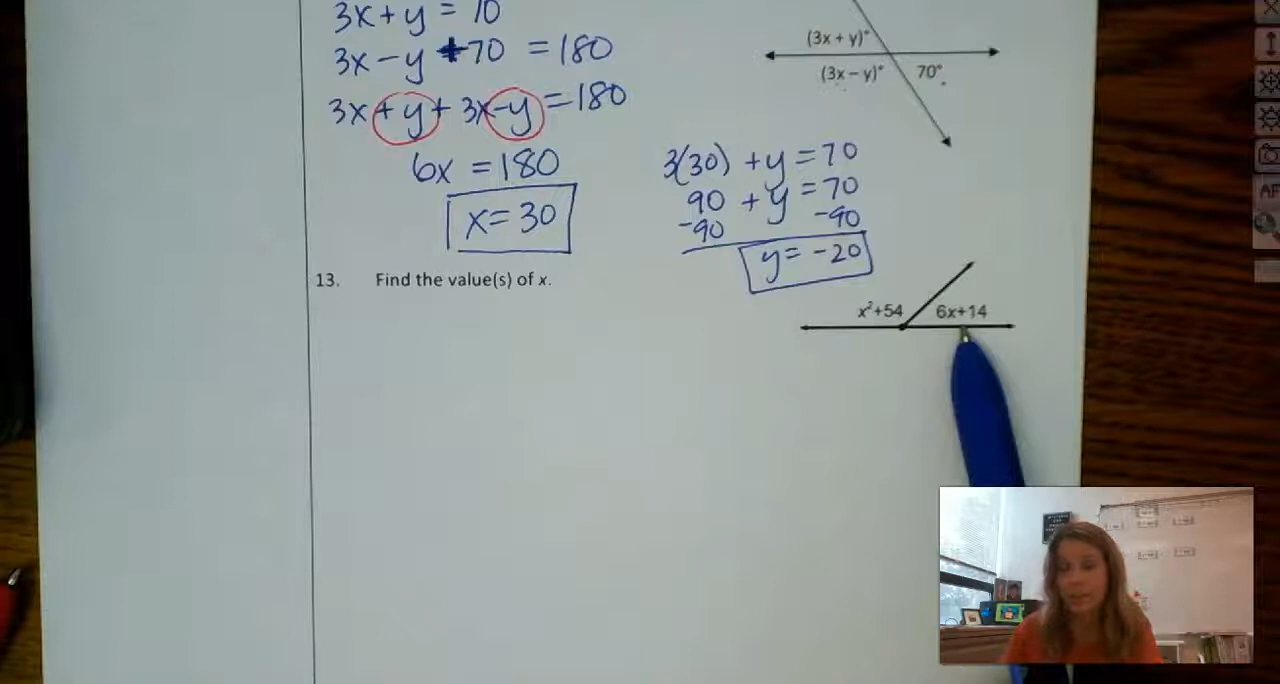 3x + y = 70
3x - y + 70 = 180
3x + y + 3x - y = 180
6x = 180
x = 30
(3x + y)°
(3x − y)°
70°
3(30) + y = 70
90 + y = 70
-90 -90
y = -20
13. Find the value(s) of x.
x²+54
6x+14
AF